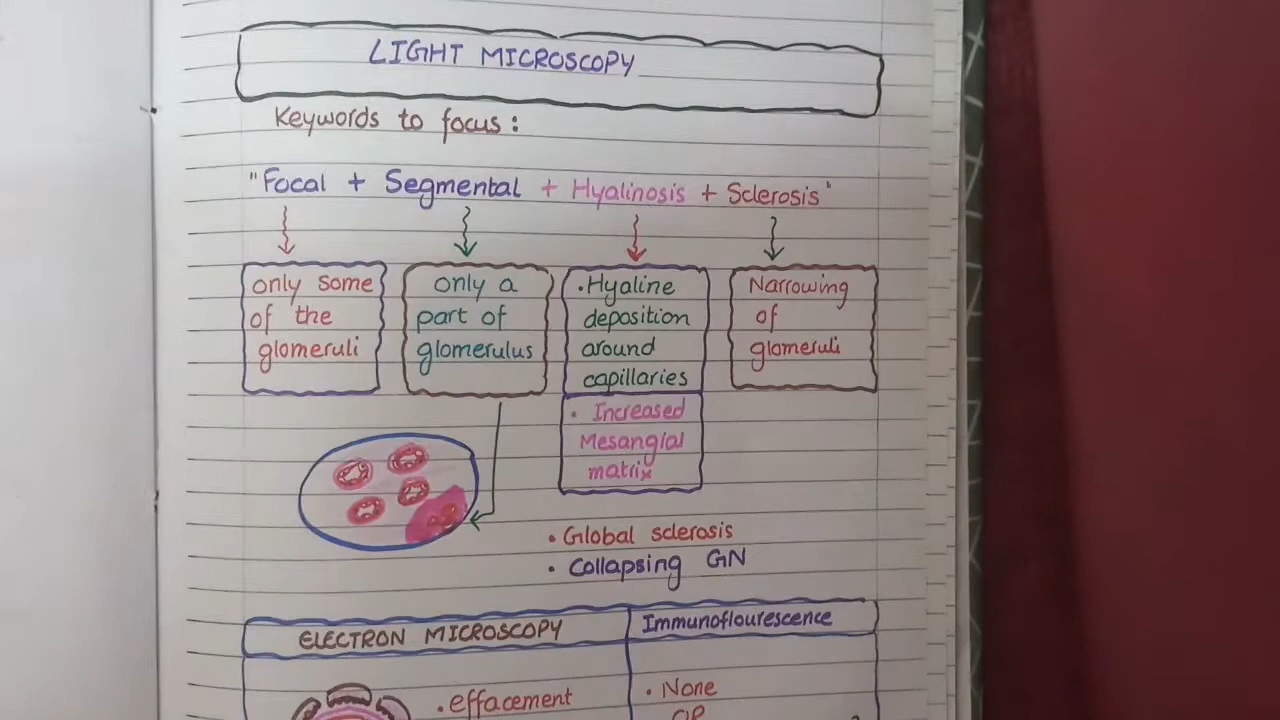 LIGHT MICROSCOPY
Keywords to focus:
"Focal + Segmental + Hyalinosis + Sclerosis"
only some
of the
glomeruli
only a
part of
glomerulus
• Hyaline
deposition
around
capillaries
• Increased
Mesangial
matrix
Narrowing
of
glomeruli
• Global sclerosis
• Collapsing GN
ELECTRON MICROSCOPY
• effacement
Immunoflourescence
• None
OR